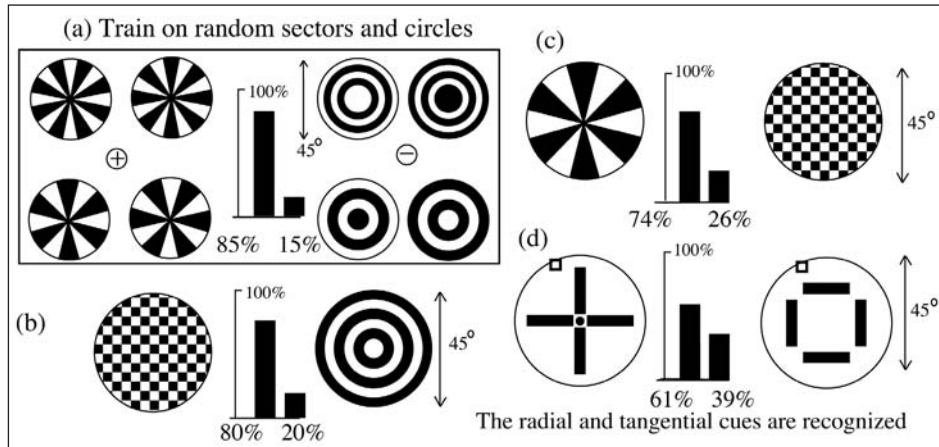 (a) Train on random sectors and circles
100%
45°
+
−
85% 15%
(b)
100%
45°
80% 20%
(c)
100%
45°
74% 26%
(d)
100%
45°
61% 39%
The radial and tangential cues are recognized